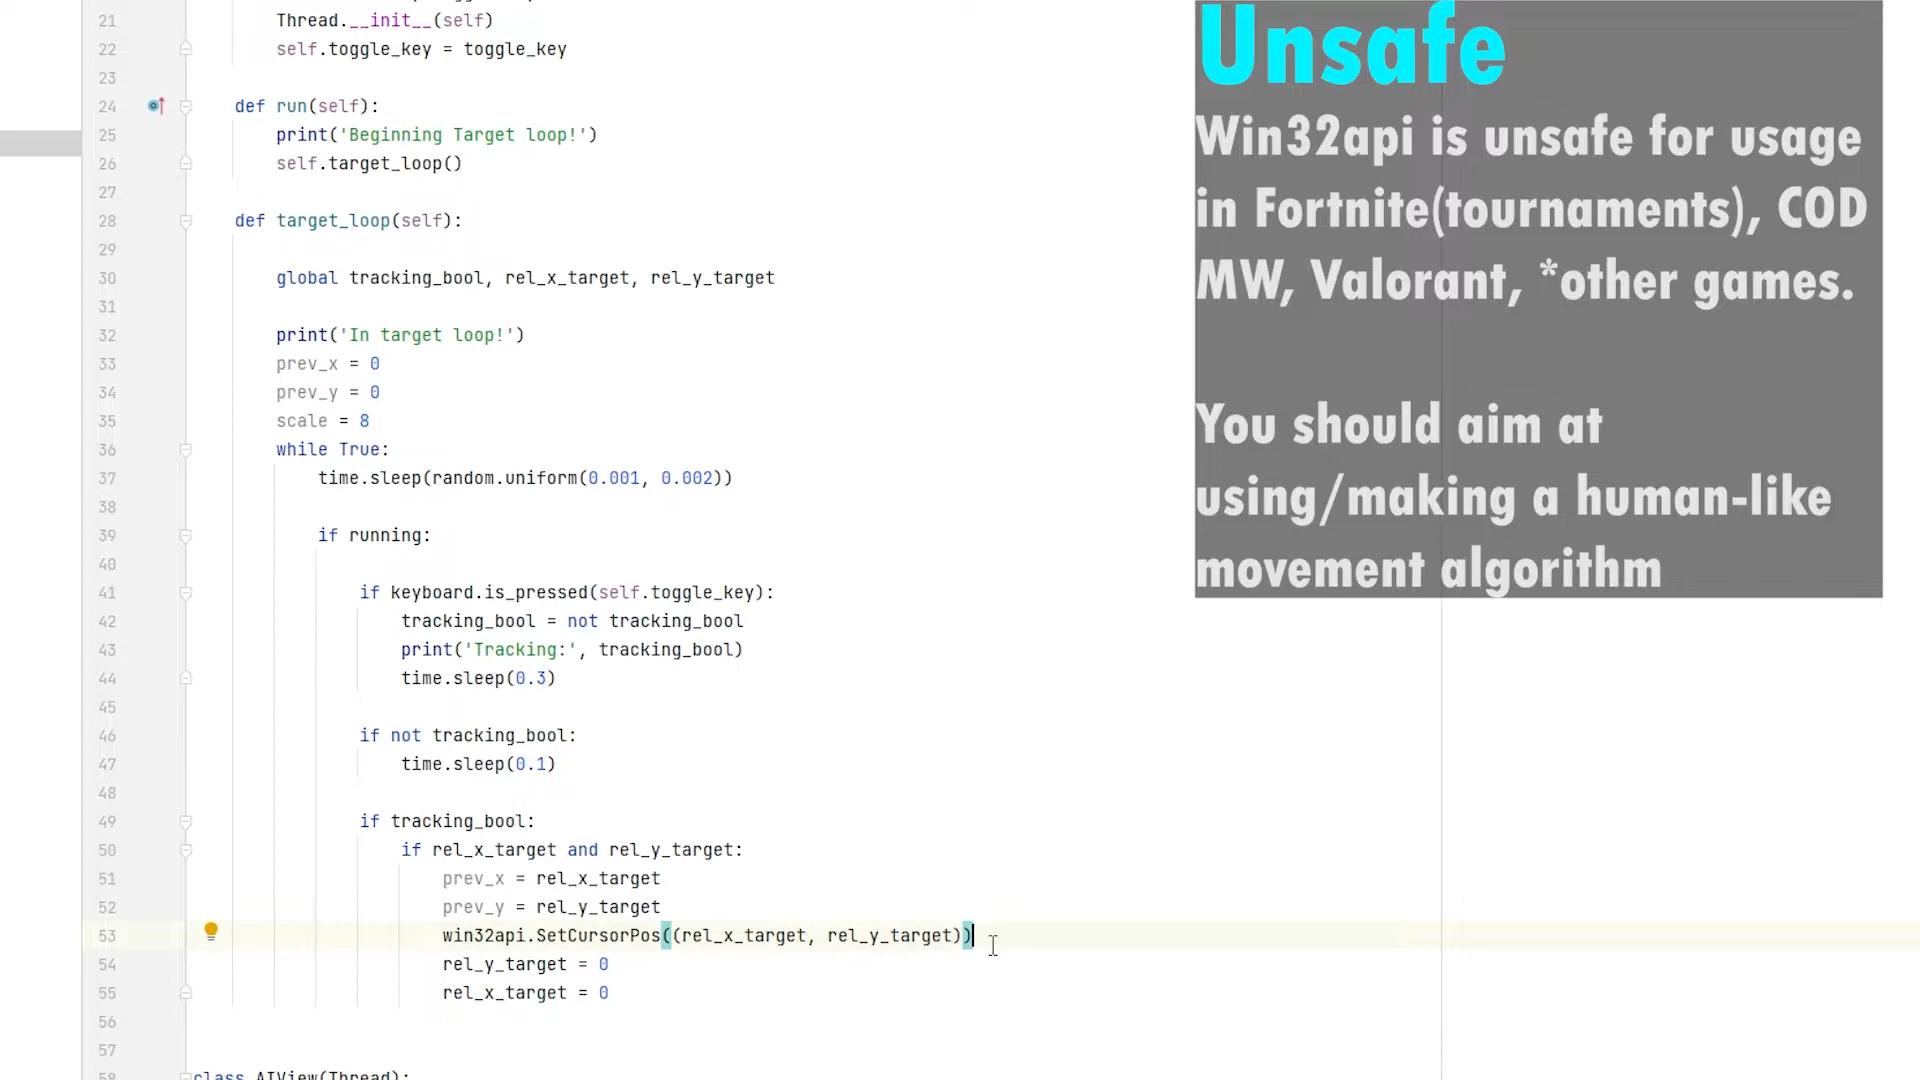 21 Thread.__init__(self)
22 self.toggle_key = toggle_key
23
24 def run(self):
25 print('Beginning Target loop!')
26 self.target_loop()
27
28 def target_loop(self):
29
30 global tracking_bool, rel_x_target, rel_y_target
31
32 print('In target loop!')
33 prev_x = 0
34 prev_y = 0
35 scale = 8
36 while True:
37 time.sleep(random.uniform(0.001, 0.002))
38
39 if running:
40
41 if keyboard.is_pressed(self.toggle_key):
42 tracking_bool = not tracking_bool
43 print('Tracking:', tracking_bool)
44 time.sleep(0.3)
45
46 if not tracking_bool:
47 time.sleep(0.1)
48
49 if tracking_bool:
50 if rel_x_target and rel_y_target:
51 prev_x = rel_x_target
52 prev_y = rel_y_target
53 win32api.SetCursorPos((rel_x_target, rel_y_target))
54 rel_y_target = 0
55 rel_x_target = 0
56
57
58 class AIView(Thread):
Unsafe
Win32api is unsafe for usage
in Fortnite(tournaments), COD
MW, Valorant, *other games.
You should aim at
using/making a human-like
movement algorithm